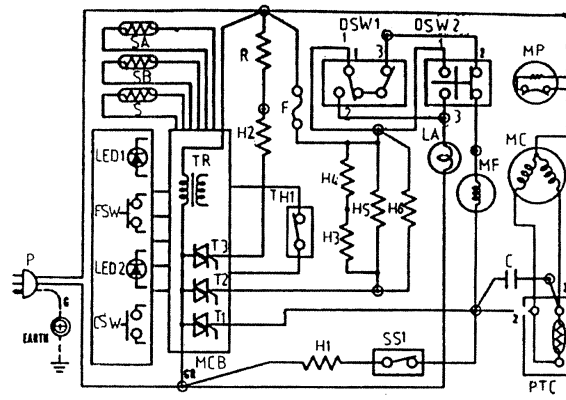 DSW1
DSW2
1
3
1
2
SA
SB
S
R
F
MP
2
3
H2
LA
MC
LED1
TR
H4
MF
FSW
TH1
H5
H6
P
T3
H3
LED2
T2
C
G
EARTH
CSW
T1
2
3
MCB
H1
SS1
PTC